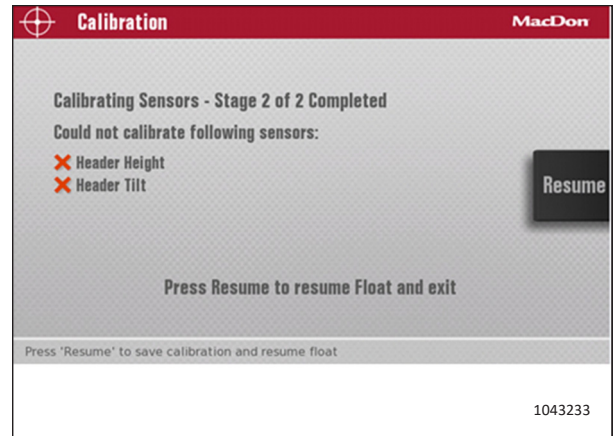 Calibration
MacDon
Calibrating Sensors - Stage 2 of 2 Completed
Could not calibrate following sensors:
Header Height
Header Tilt
Resume
Press Resume to resume Float and exit
Press 'Resume' to save calibration and resume float
1043233